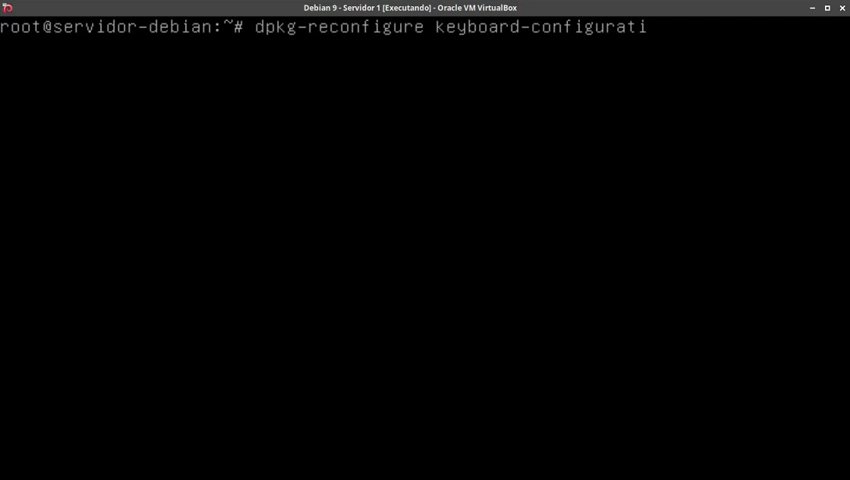 Debian 9 - Servidor 1 [Executando] - Oracle VM VirtualBox
root@servidor-debian:~# dpkg-reconfigure keyboard-configurati